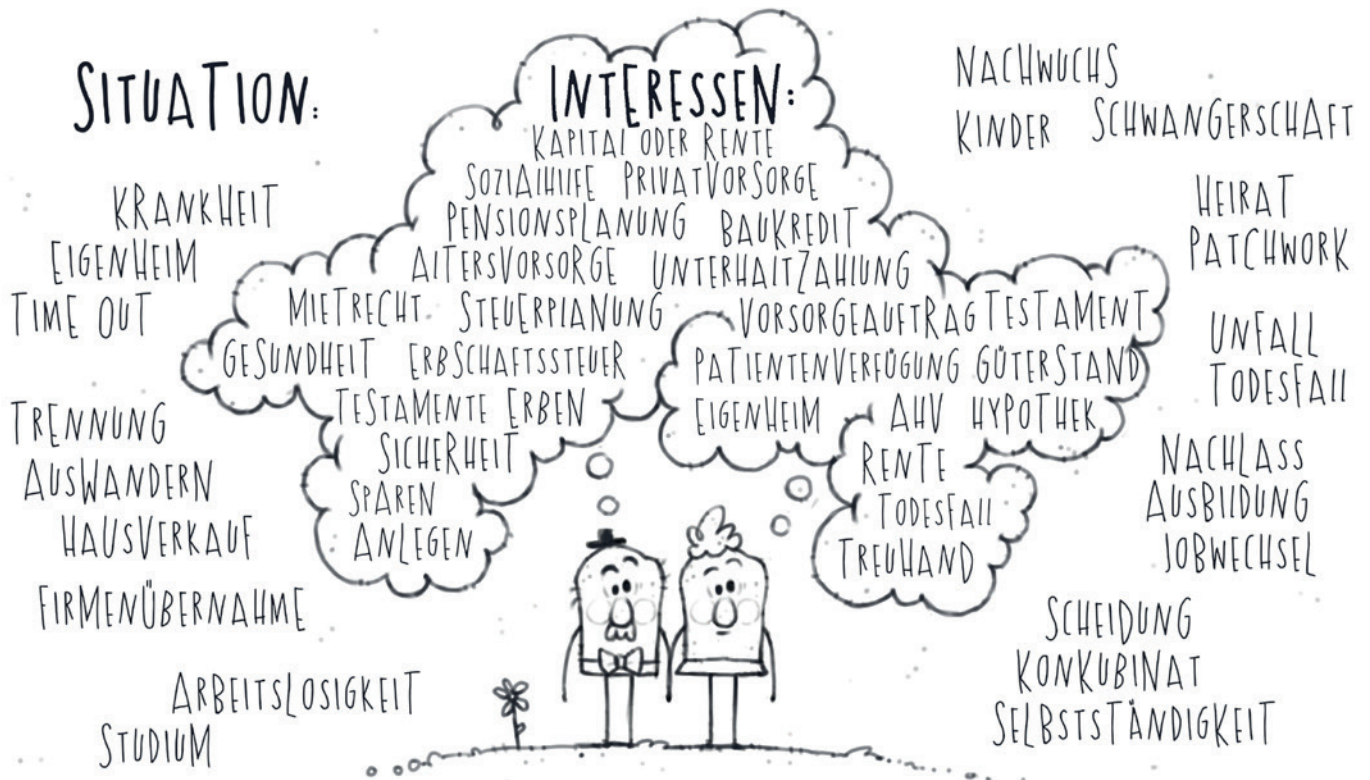 SITUATION:
KRANKHEIT
EIGENHEIM
TIME OUT
TRENNUNG
AUSWANDERN
HAUSVERKAUF
FIRMENÜBERNAHME
ARBEITSLOSIGKEIT
STUDIUM
INTERESSEN:
KAPITAL ODER RENTE
SOZIALHILFE PRIVATVORSORGE
PENSIONSPLANUNG BAUKREDIT
ALTERSVORSORGE UNTERHALTZAHLUNG
MIETRECHT STEUERPLANUNG
GESUNDHEIT ERBSCHAFTSSTEUER
TESTAMENTE ERBEN
SICHERHEIT
SPAREN
ANLEGEN
VORSORGEAUFTRAG TESTAMENT
PATIENTENVERFÜGUNG GÜTERSTAND
EIGENHEIM AHV HYPOTHEK
RENTE
TODESFALL
TREUHAND
NACHWUCHS
KINDER SCHWANGERSCHAFT
HEIRAT
PATCHWORK
UNFALL
TODESFALL
NACHLASS
AUSBILDUNG
JOBWECHSEL
SCHEIDUNG
KONKUBINAT
SELBSTSTÄNDIGKEIT